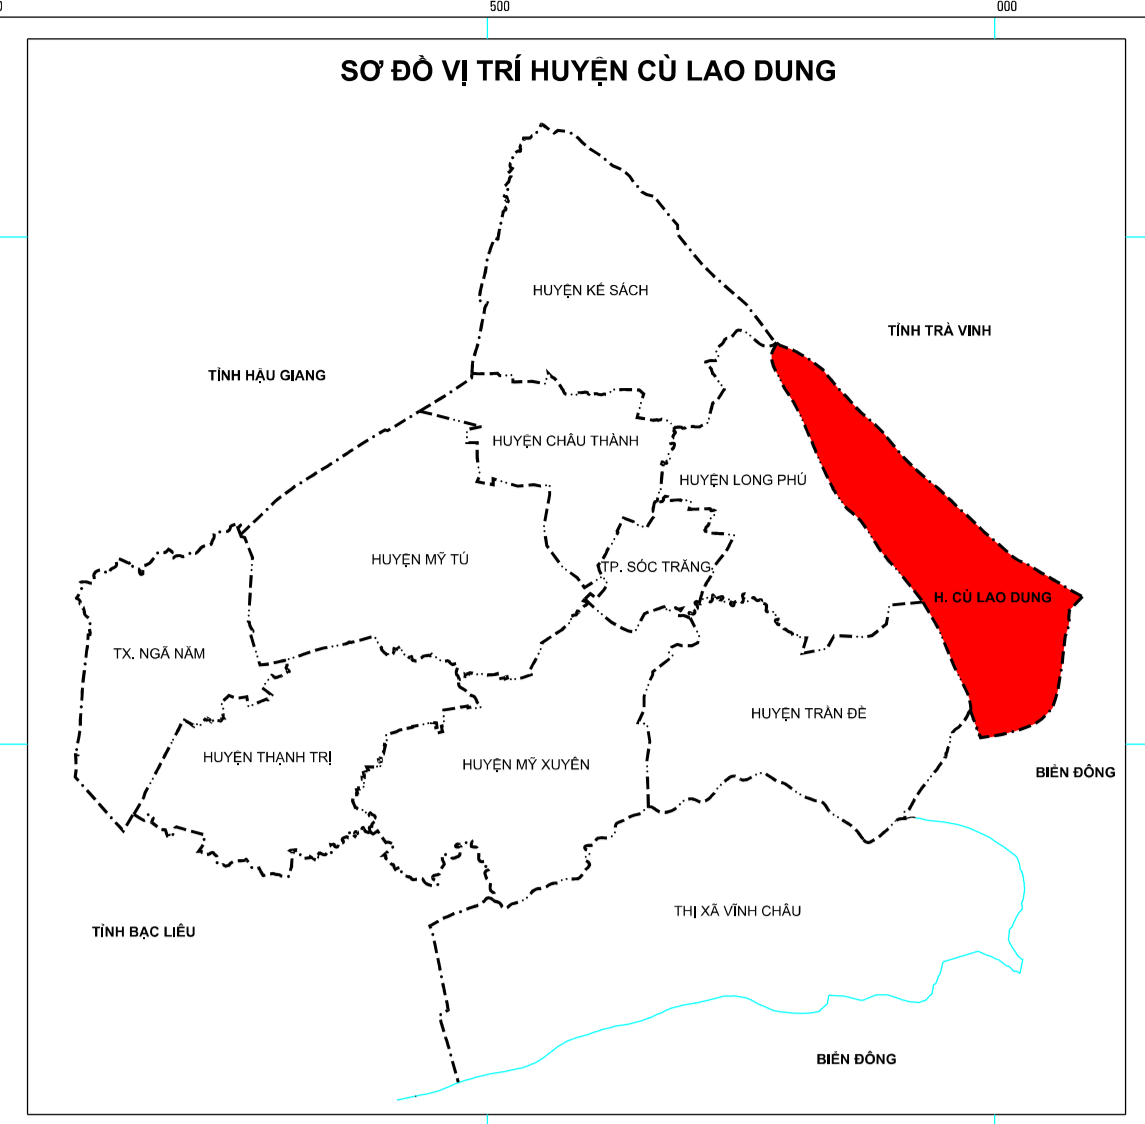 500
000
SƠ ĐỒ VỊ TRÍ HUYỆN CÙ LAO DUNG
HUYỆN KẾ SÁCH
TỈNH TRÀ VINH
TỈNH HẬU GIANG
HUYỆN CHÂU THÀNH
HUYỆN LONG PHÚ
HUYỆN MỸ TÚ
TP. SÓC TRĂNG
H. CÙ LAO DUNG
TX. NGÃ NĂM
HUYỆN TRẦN ĐỀ
HUYỆN THẠNH TRỊ
HUYỆN MỸ XUYÊN
BIỂN ĐÔNG
THỊ XÃ VĨNH CHÂU
TỈNH BẠC LIÊU
BIỂN ĐÔNG